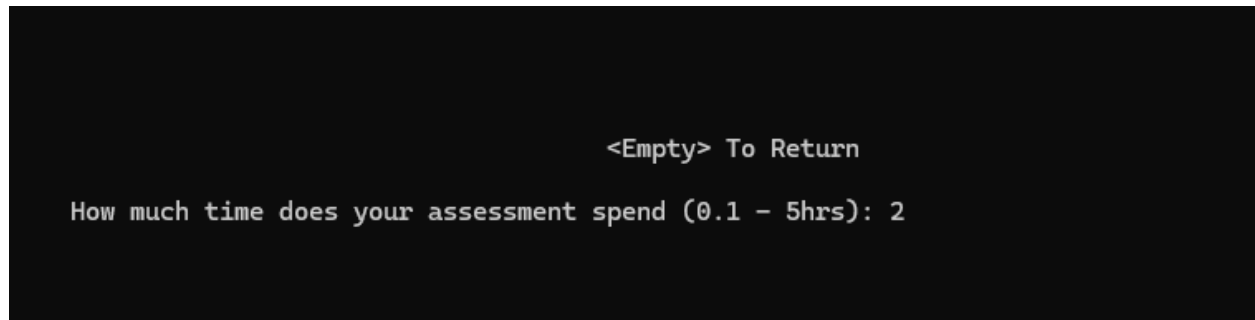 <Empty> To Return
How much time does your assessment spend (0.1 – 5hrs): 2